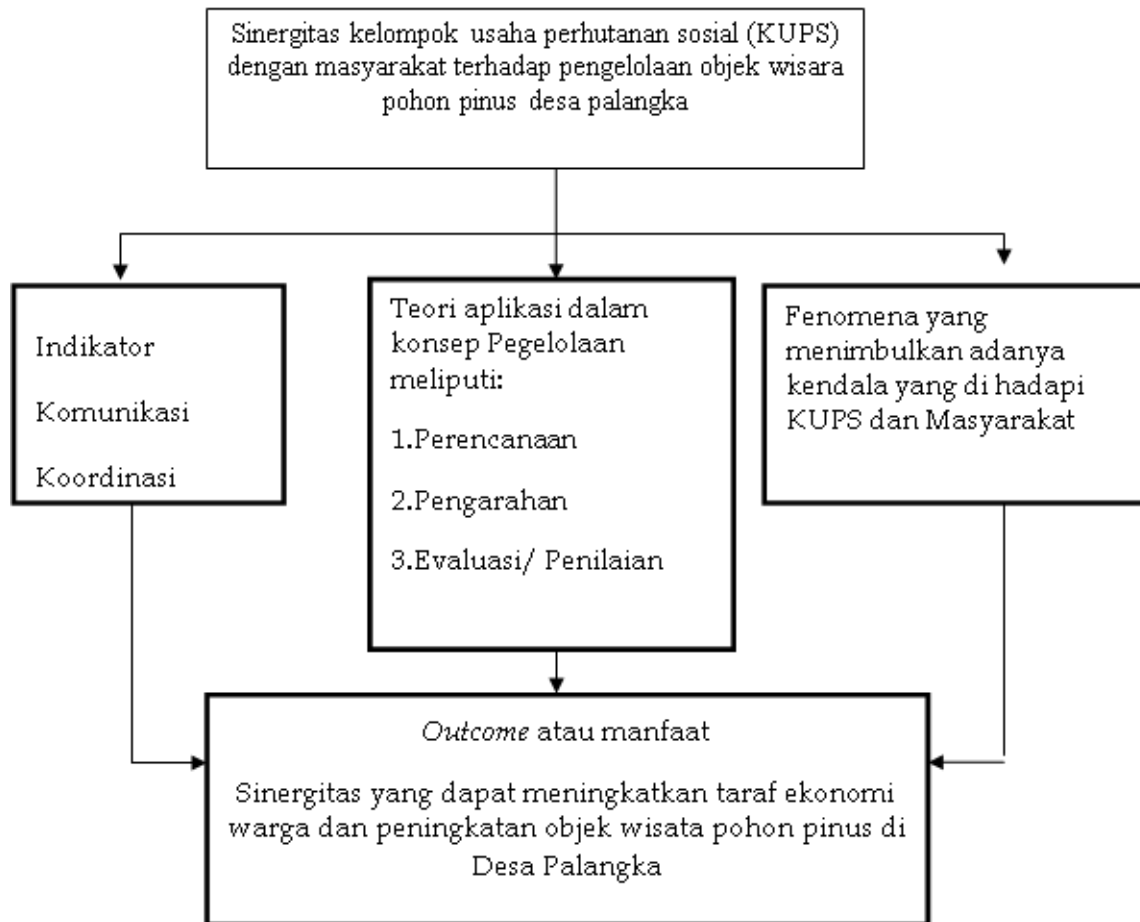 Sinergitas kelompok usaha perhutanan sosial (KUPS)
dengan masyarakat terhadap pengelolaan objek wisara
pohon pinus desa palangka
Indikator
Komunikasi
Koordinasi
Teori aplikasi dalam
konsep Pegelolaan
meliputi:
1.Perencanaan
2.Pengarahan
3.Evaluasi/ Penilaian
Fenomena yang
menimbulkan adanya
kendala yang di hadapi
KUPS dan Masyarakat
Outcome atau manfaat
Sinergitas yang dapat meningkatkan taraf ekonomi
warga dan peningkatan objek wisata pohon pinus di
Desa Palangka